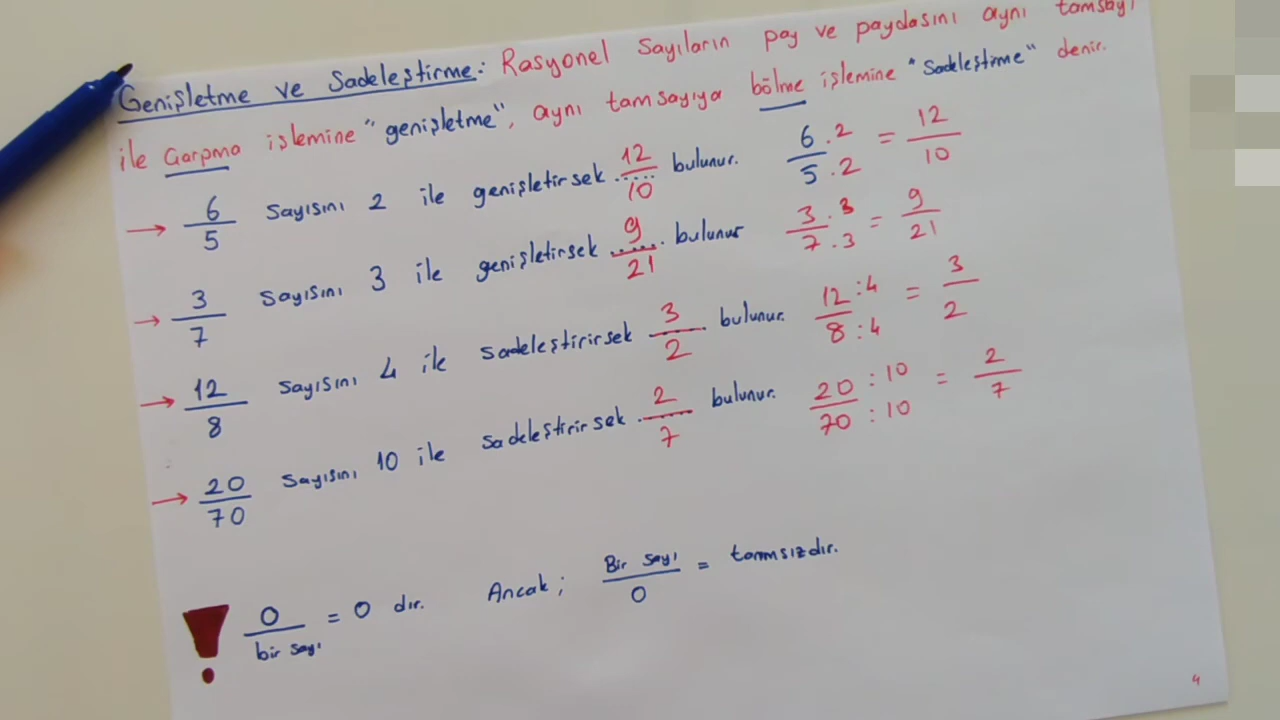 Genişletme ve Sadeleştirme: Rasyonel Sayıların pay ve paydasını aynı tamsayı
ile çarpma işlemine "genişletme", aynı tamsayıya bölme işlemine "Sadeleştirme" denir.
→ 6/5 sayısını 2 ile genişletirsek 12/10 bulunur. 6.2/5.2 = 12/10
→ 3/7 sayısını 3 ile genişletirsek 9/21 bulunur 3.3/7.3 = 9/21
→ 12/8 sayısını 4 ile sadeleştirirsek 3/2 bulunur. 12:4/8:4 = 3/2
→ 20/70 sayısını 10 ile sadeleştirirsek 2/7 bulunur. 20:10/70:10 = 2/7
! 0/bir sayı = 0 dır. Ancak; Bir sayı/0 = tanımsızdır.
4